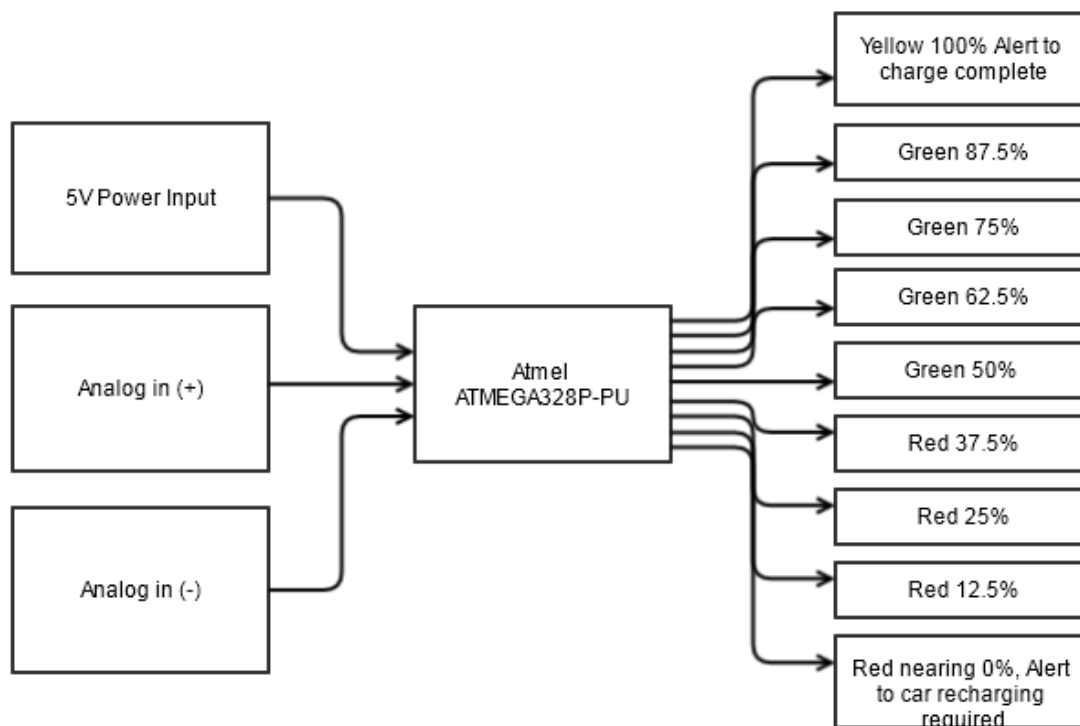 5V Power Input
Analog in (+)
Analog in (-)
Atmel
ATMEGA328P-PU
Yellow 100% Alert to
charge complete
Green 87.5%
Green 75%
Green 62.5%
Green 50%
Red 37.5%
Red 25%
Red 12.5%
Red nearing 0%, Alert
to car recharging
required